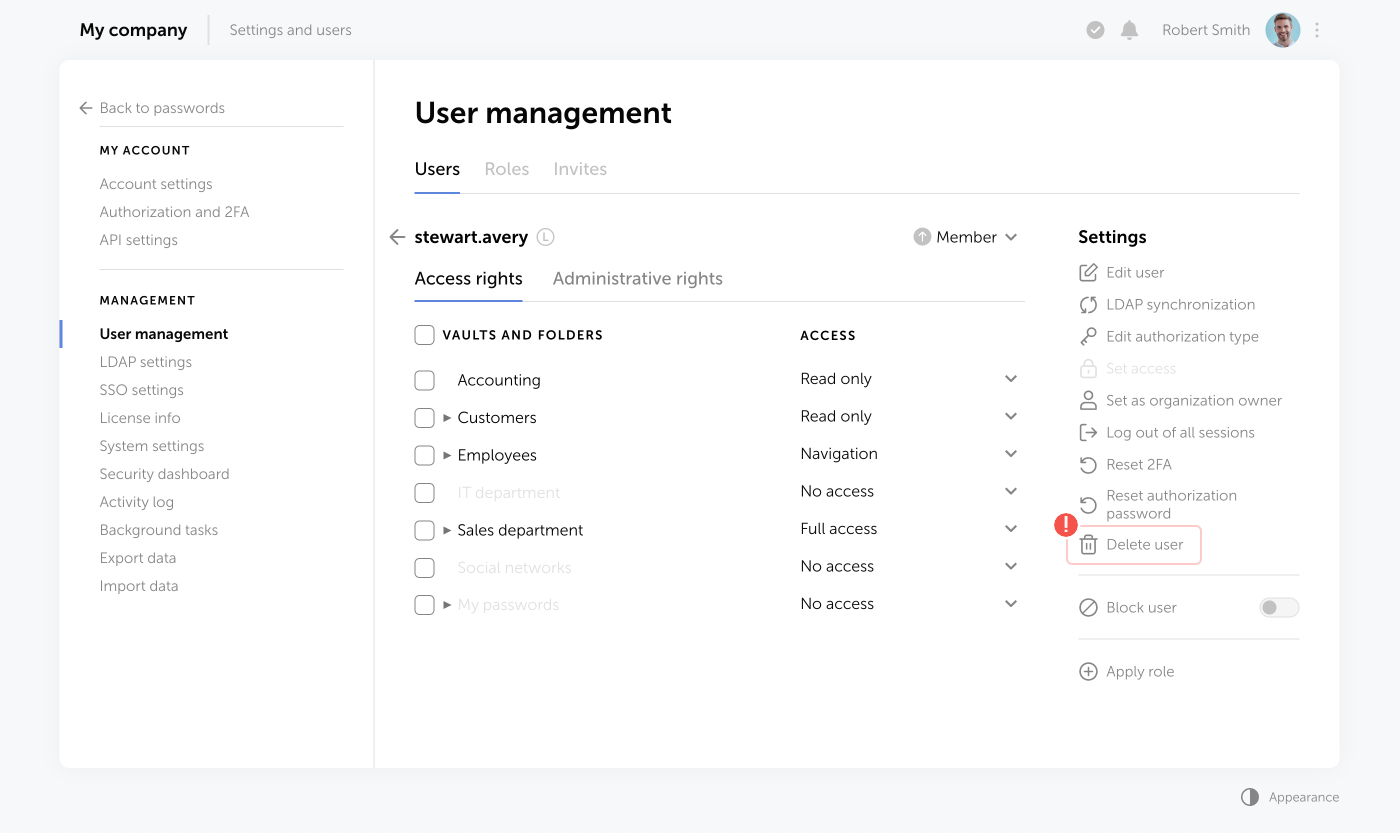 My company
Settings and users
Robert Smith
Back to passwords
MY ACCOUNT
Account settings
Authorization and 2FA
API settings
MANAGEMENT
User management
LDAP settings
SSO settings
License info
System settings
Security dashboard
Activity log
Background tasks
Export data
Import data
User management
Users Roles Invites
stewart.avery L
Member
Access rights Administrative rights
VAULTS AND FOLDERS ACCESS
Accounting Read only
Customers Read only
Employees Navigation
IT department No access
Sales department Full access
Social networks No access
My passwords No access
Settings
Edit user
LDAP synchronization
Edit authorization type
Set access
Set as organization owner
Log out of all sessions
Reset 2FA
Reset authorization
password
!
Delete user
Block user
Apply role
Appearance